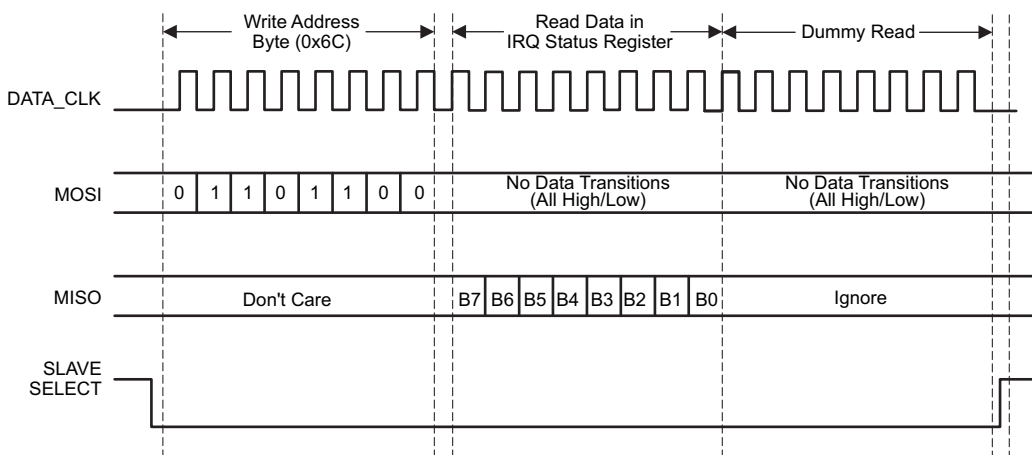 Write Address
Byte (0x6C)
Read Data in
IRQ Status Register
Dummy Read
DATA_CLK
MOSI
0 1 1 0 1 1 0 0
No Data Transitions
(All High/Low)
No Data Transitions
(All High/Low)
MISO
Don't Care
B7 B6 B5 B4 B3 B2 B1 B0
Ignore
SLAVE
SELECT